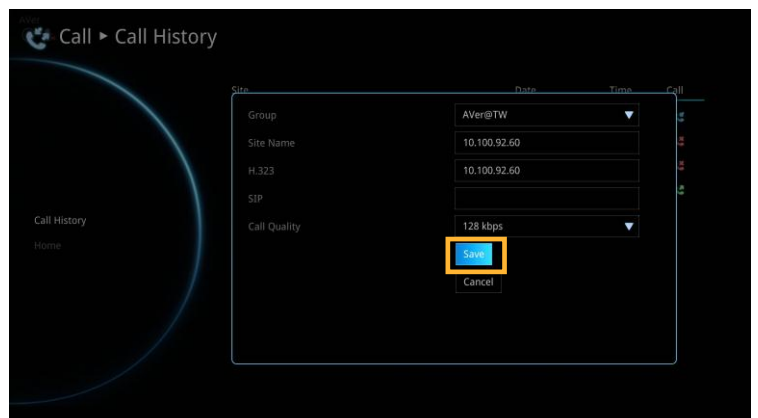 AVer
Call ► Call History
Site Date Time Call
Group AVer@TW ▼
Site Name 10.100.92.60
H.323 10.100.92.60
SIP
Call History
Call Quality 128 kbps ▼
Home
Save
Cancel